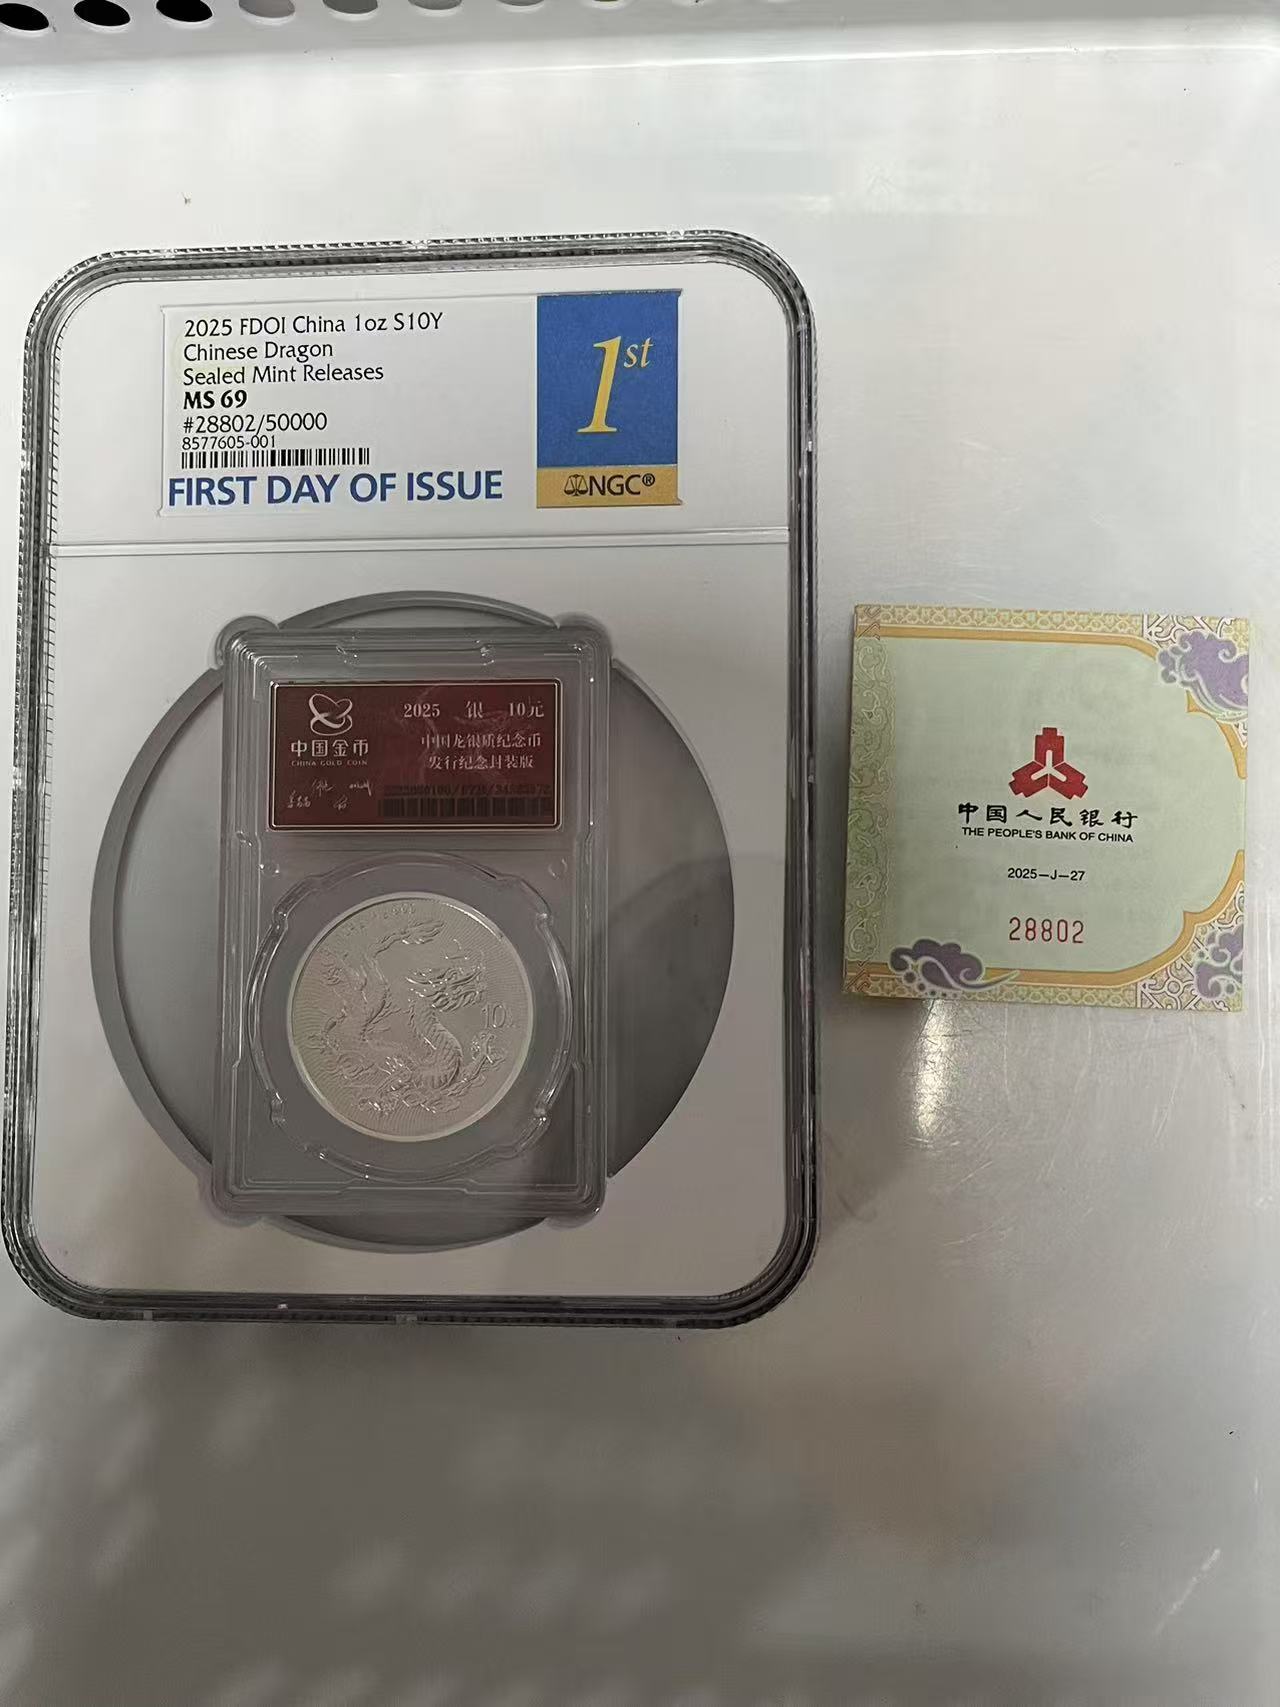 2025 FDOI China 1oz S10Y
Chinese Dragon
Sealed Mint Releases
MS 69
#28802/50000
8577605-001
FIRST DAY OF ISSUE
1st
NGC®
中国金币
CHINA GOLD COIN
2025 银 10元
中国龙银质纪念币
发行纪念封装版
10
中国人民银行
THE PEOPLE'S BANK OF CHINA
2025-J-27
28802